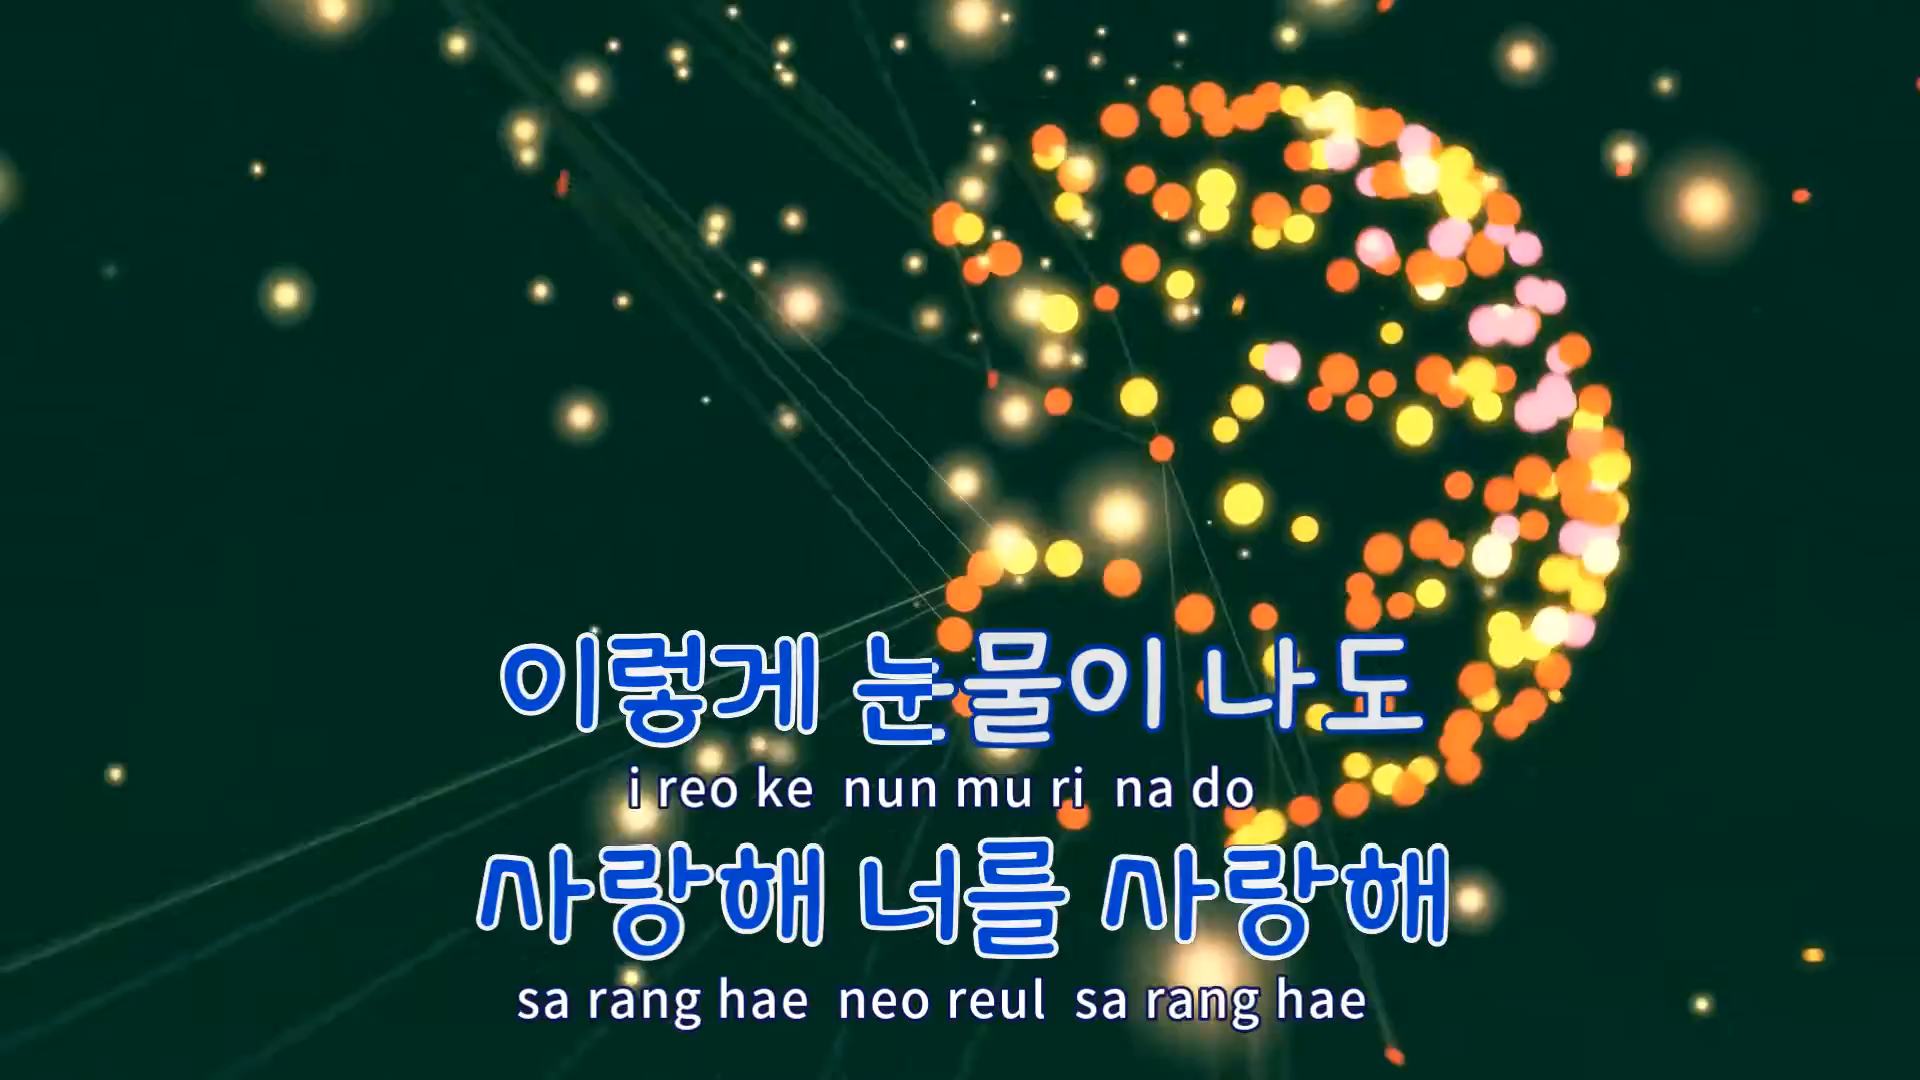 이렇게 눈물이 나도
i reo ke nun mu ri na do
사랑해 너를 사랑해
sa rang hae neo reul sa rang hae